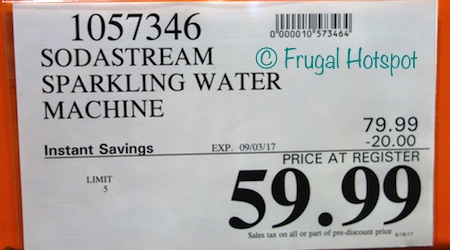 1057346
0000010573464
© Frugal Hotspot
SODASTREAM
SPARKLING WATER
MACHINE
79.99
Instant Savings EXP. 09/03/17 -20.00
PRICE AT REGISTER
LIMIT
5
59.99
Sales tax on all or part of pre-discount price